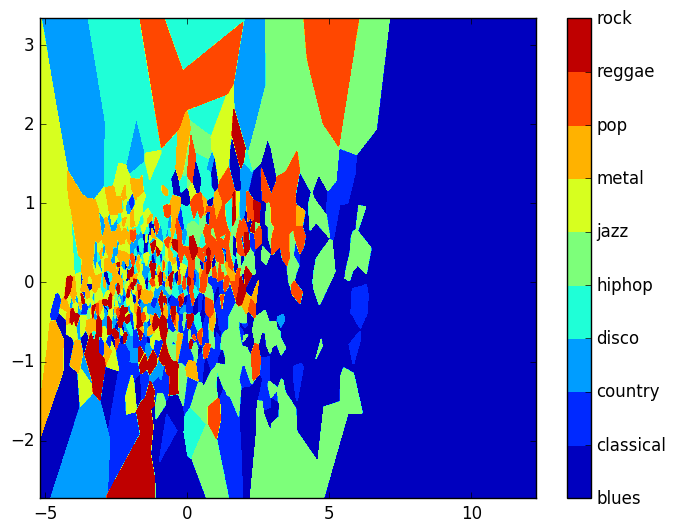 3
2
1
0
−1
−2
−5
0
5
10
rock
reggae
pop
metal
jazz
hiphop
disco
country
classical
blues